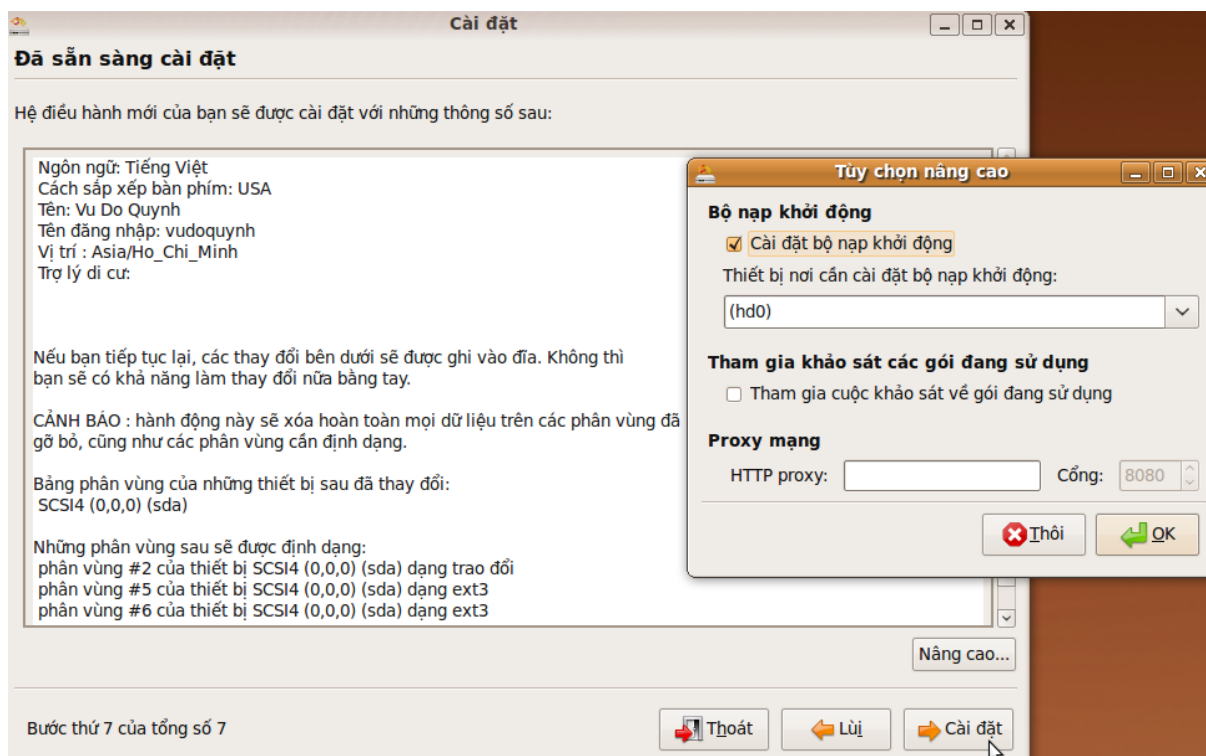 Cài đặt
Đã sẵn sàng cài đặt
Hệ điều hành mới của bạn sẽ được cài đặt với những thông số sau:
Ngôn ngữ: Tiếng Việt
Cách sắp xếp bàn phím: USA
Tên: Vu Do Quynh
Tên đăng nhập: vudoquynh
Vị trí : Asia/Ho_Chi_Minh
Trợ lý di cư:
Nếu bạn tiếp tục lại, các thay đổi bên dưới sẽ được ghi vào đĩa. Không thì
bạn sẽ có khả năng làm thay đổi nữa bằng tay.
CẢNH BÁO : hành động này sẽ xóa hoàn toàn mọi dữ liệu trên các phân vùng đã
gỡ bỏ, cũng như các phân vùng cần định dạng.
Bảng phân vùng của những thiết bị sau đã thay đổi:
SCSI4 (0,0,0) (sda)
Những phân vùng sau sẽ được định dạng:
phân vùng #2 của thiết bị SCSI4 (0,0,0) (sda) dạng trao đổi
phân vùng #5 của thiết bị SCSI4 (0,0,0) (sda) dạng ext3
phân vùng #6 của thiết bị SCSI4 (0,0,0) (sda) dạng ext3
Nâng cao...
Bước thứ 7 của tổng số 7
Thoát
Lùi
Cài đặt
Tùy chọn nâng cao
Bộ nạp khởi động
Cài đặt bộ nạp khởi động
Thiết bị nơi cần cài đặt bộ nạp khởi động:
(hd0)
Tham gia khảo sát các gói đang sử dụng
Tham gia cuộc khảo sát về gói đang sử dụng
Proxy mạng
HTTP proxy:
Cổng: 8080
Thôi
OK